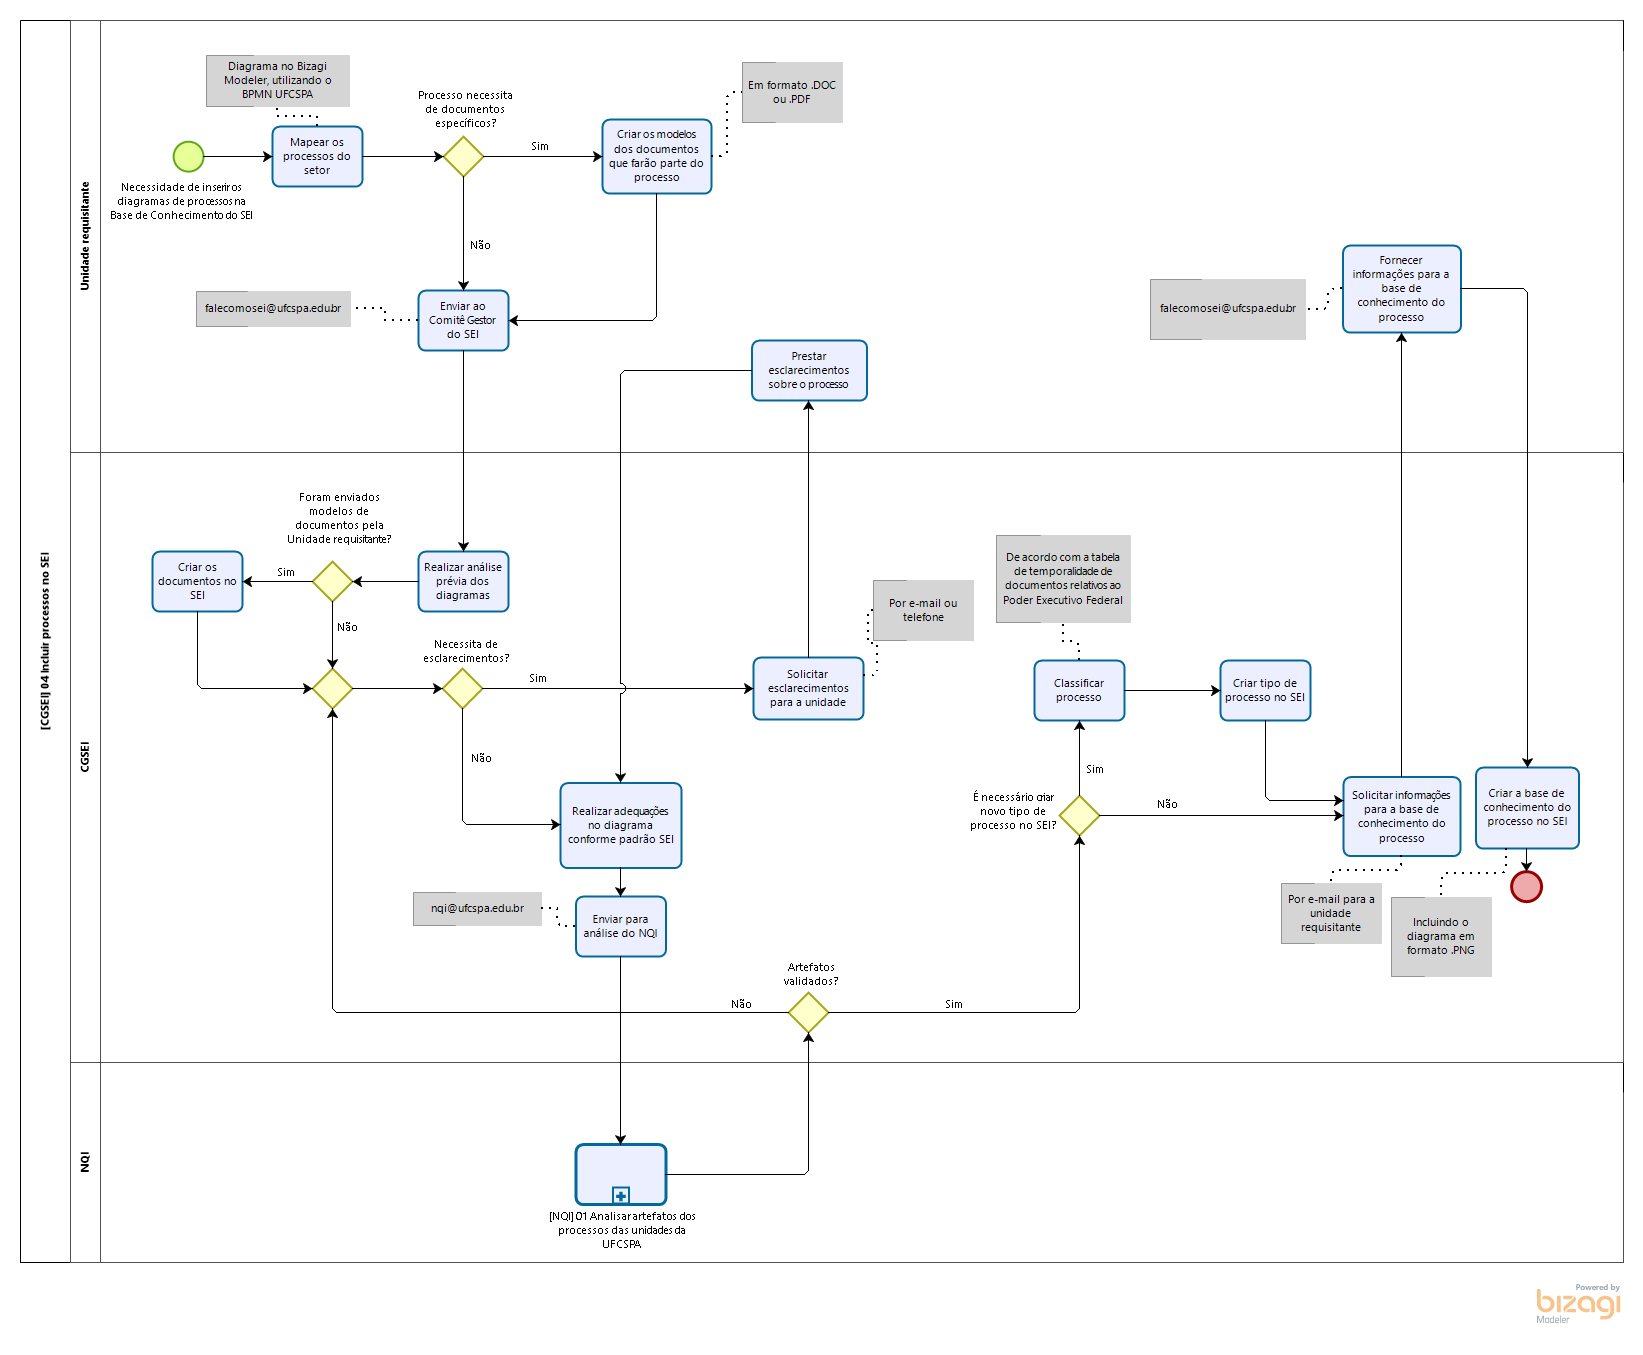 [CGSEI] 04 Incluir processos no SEI
Unidade requisitante
Diagrama no Bizagi
Modeler, utilizando o
BPMN UFCSPA
Necessidade de inserir os
diagramas de processos na
Base de Conhecimento do SEI
Mapear os
processos do
setor
Processo necessita
de documentos
específicos?
Sim
Não
Criar os modelos
dos documentos
que farão parte do
processo
Em formato .DOC
ou .PDF
falecomosei@ufcspa.edu.br
Enviar ao
Comitê Gestor
do SEI
Prestar
esclarecimentos
sobre o processo
falecomosei@ufcspa.edu.br
Fornecer
informações para a
base de
conhecimento do
processo
CGSEI
Foram enviados
modelos de
documentos pela
Unidade requisitante?
Criar os
documentos no
SEI
Sim
Não
Realizar análise
prévia dos
diagramas
Necessita de
esclarecimentos?
Sim
Não
Solicitar
esclarecimentos
para a unidade
Por e-mail ou
telefone
Realizar adequações
no diagrama
conforme padrão SEI
nqi@ufcspa.edu.br
Enviar para
análise do NQI
Artefatos
validados?
Não
Sim
De acordo com a tabela
de temporalidade de
documentos relativos ao
Poder Executivo Federal
Classificar
processo
Criar tipo de
processo no SEI
Sim
É necessário criar
novo tipo de
processo no SEI?
Não
Solicitar informações
para a base de
conhecimento do
processo
Criar a base de
conhecimento do
processo no SEI
Por e-mail para a
unidade
requisitante
Incluindo o
diagrama em
formato .PNG
NQI
[NQI] 01 Analisar artefatos dos
processos das unidades da
UFCSPA
Powered by
bizagi
Modeler